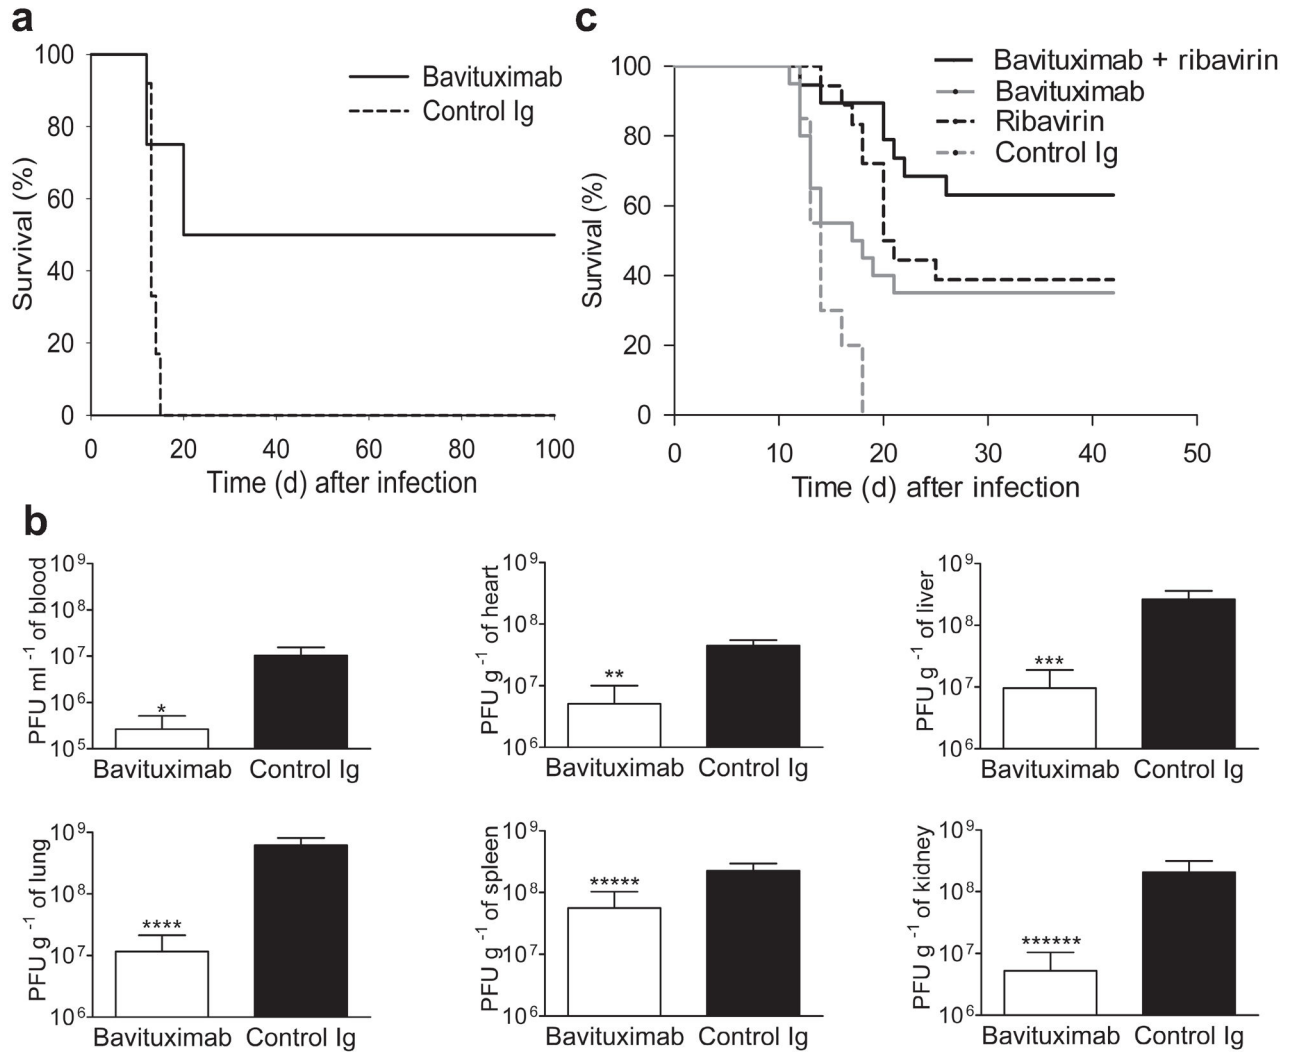 a
Survival (%)
100
80
60
40
20
0
0 20 40 60 80 100
Time (d) after infection
Bavituximab
Control Ig
c
Survival (%)
100
80
60
40
20
0
0 10 20 30 40 50
Time (d) after infection
Bavituximab + ribavirin
Bavituximab
Ribavirin
Control Ig
b
PFU ml⁻¹ of blood
10⁹
10⁸
10⁷
10⁶
10⁵
*
Bavituximab Control Ig
PFU g⁻¹ of heart
10⁹
10⁸
10⁷
10⁶
**
Bavituximab Control Ig
PFU g⁻¹ of liver
10⁹
10⁸
10⁷
10⁶
***
Bavituximab Control Ig
PFU g⁻¹ of lung
10⁹
10⁸
10⁷
10⁶
****
Bavituximab Control Ig
PFU g⁻¹ of spleen
10⁹
10⁸
10⁷
10⁶
*****
Bavituximab Control Ig
PFU g⁻¹ of kidney
10⁹
10⁸
10⁷
10⁶
******
Bavituximab Control Ig